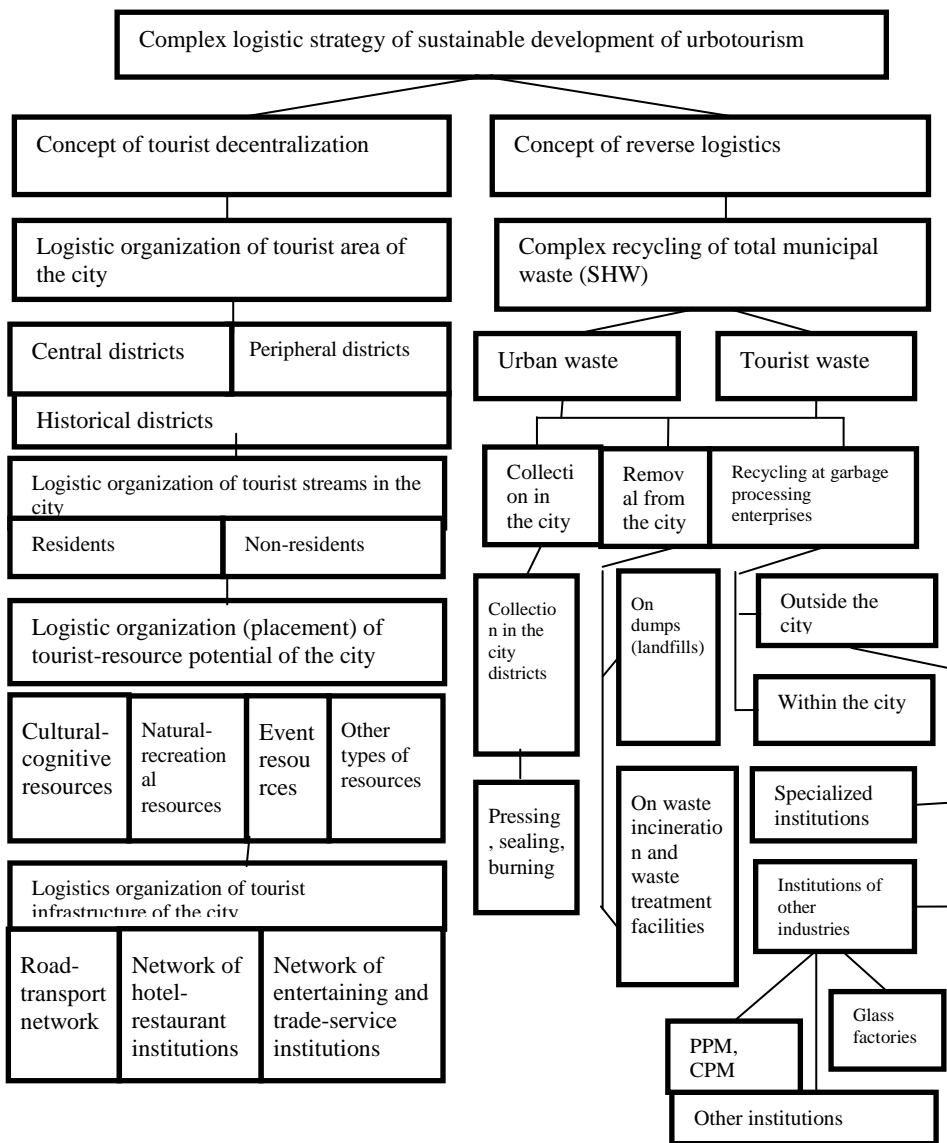 Complex logistic strategy of sustainable development of urbotourism
Concept of tourist decentralization
Concept of reverse logistics
Logistic organization of tourist area of
the city
Complex recycling of total municipal
waste (SHW)
Central districts
Peripheral districts
Urban waste
Tourist waste
Historical districts
Logistic organization of tourist streams in the
city
Residents
Non-residents
Collecti
on in
the city
Remov
al from
the city
Recycling at garbage
processing
enterprises
Logistic organization (placement) of
tourist-resource potential of the city
Collectio
n in the
city
districts
On
dumps
(landfills)
Outside the
city
Within the city
Cultural-
cognitive
resources
Natural-
recreation
al
resources
Event
resou
rces
Other
types of
resources
Pressing
, sealing,
burning
On waste
incineratio
n and
waste
treatment
facilities
Specialized
institutions
Institutions of
other
industries
Logistics organization of tourist
infrastructure of the city
Road-
transport
network
Network of
hotel-
restaurant
institutions
Network of
entertaining and
trade-service
institutions
PPM,
CPM
Glass
factories
Other institutions